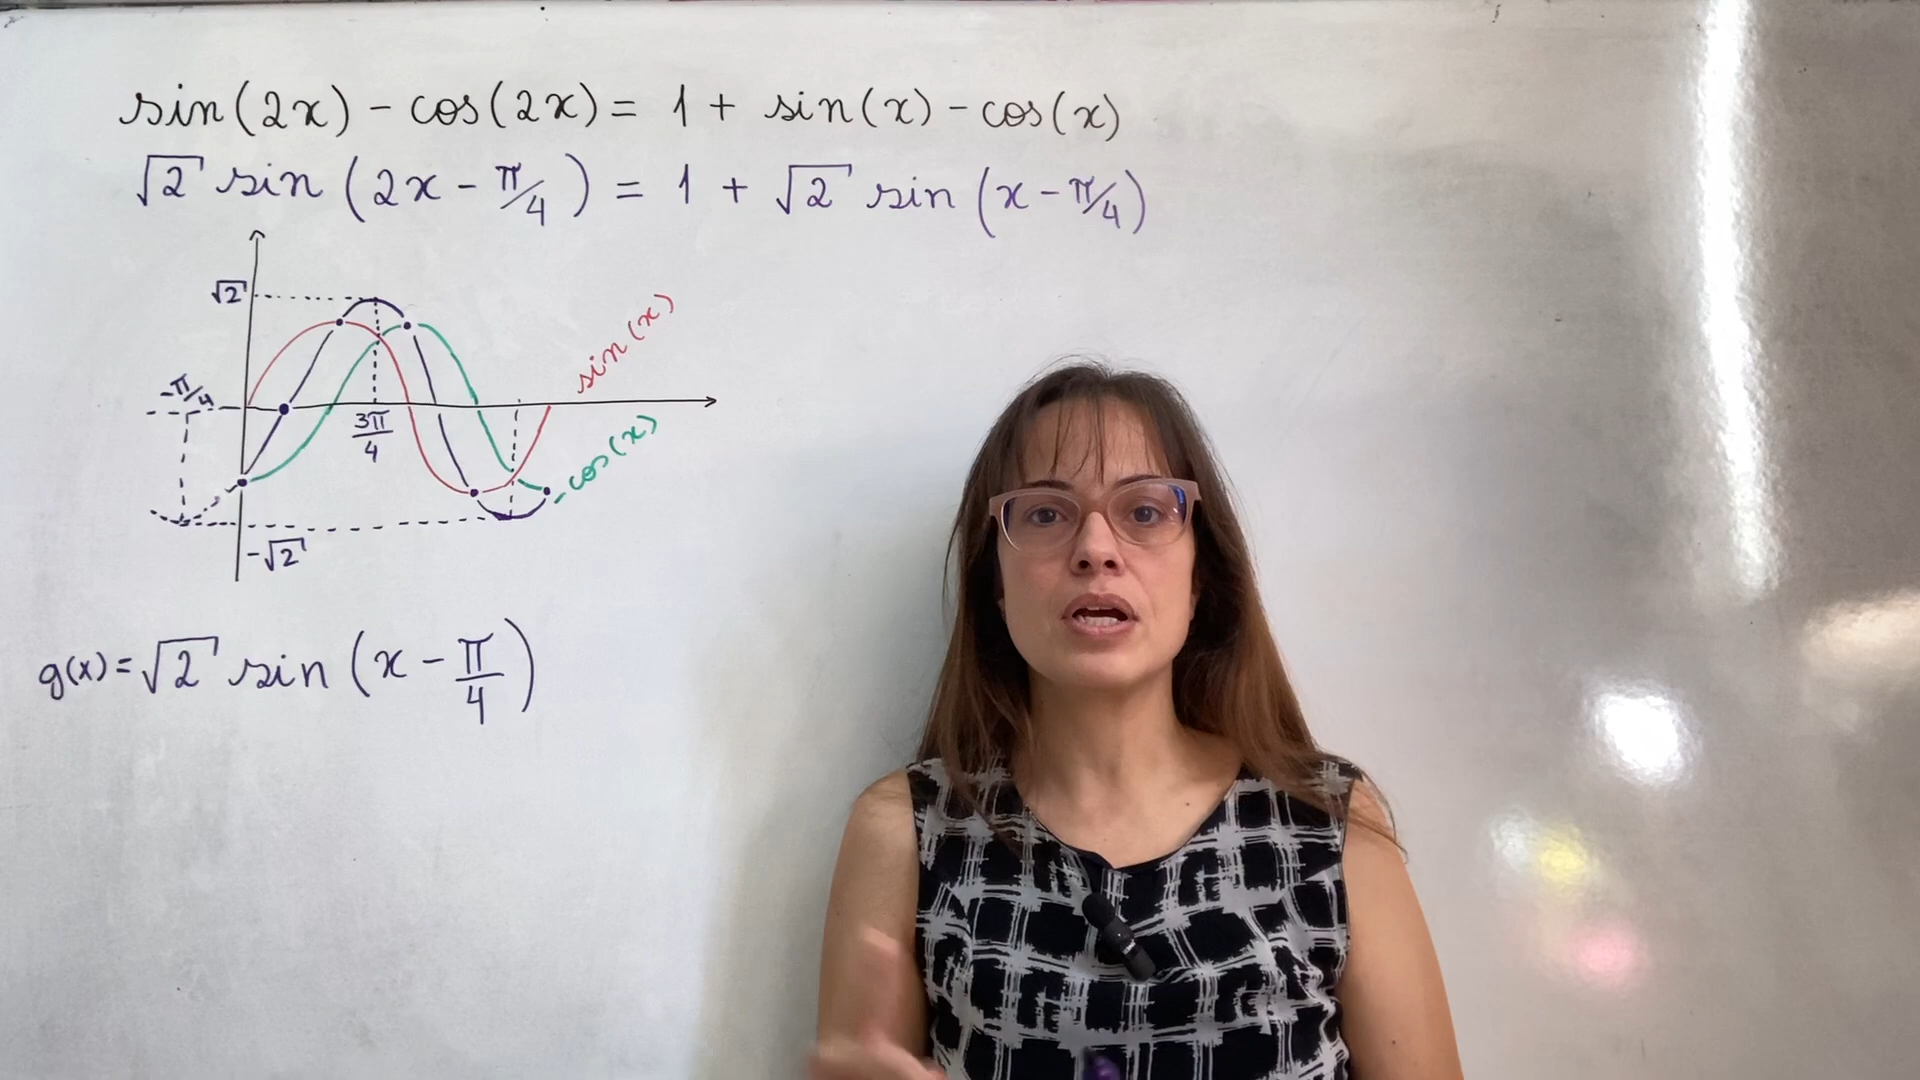 sin(2x) - cos(2x) = 1 + sin(x) - cos(x)
√2 sin (2x - π/4) = 1 + √2 sin (x - π/4)
√2
sin(x)
-π/4
3π/4
-cos(x)
-√2
g(x) = √2 sin (x - π/4)